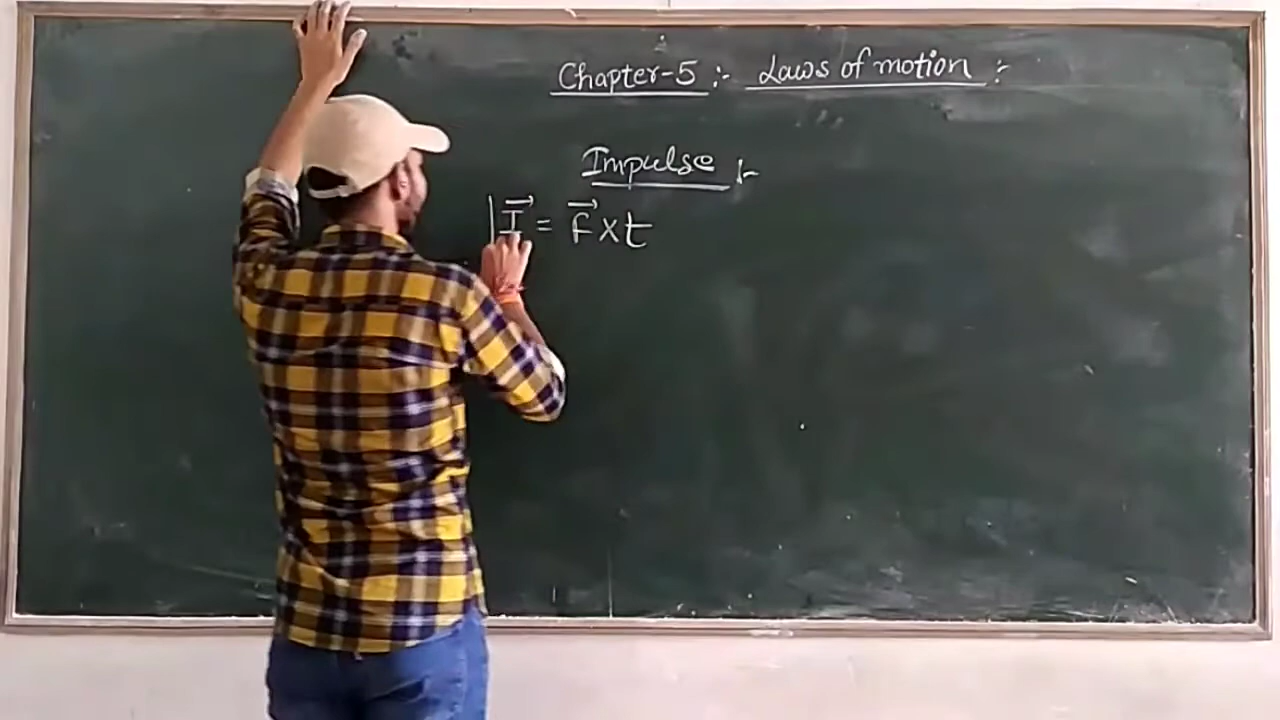 Chapter-5 :- Laws of motion :-
Impulse :-
|I⃗ = F⃗ x t